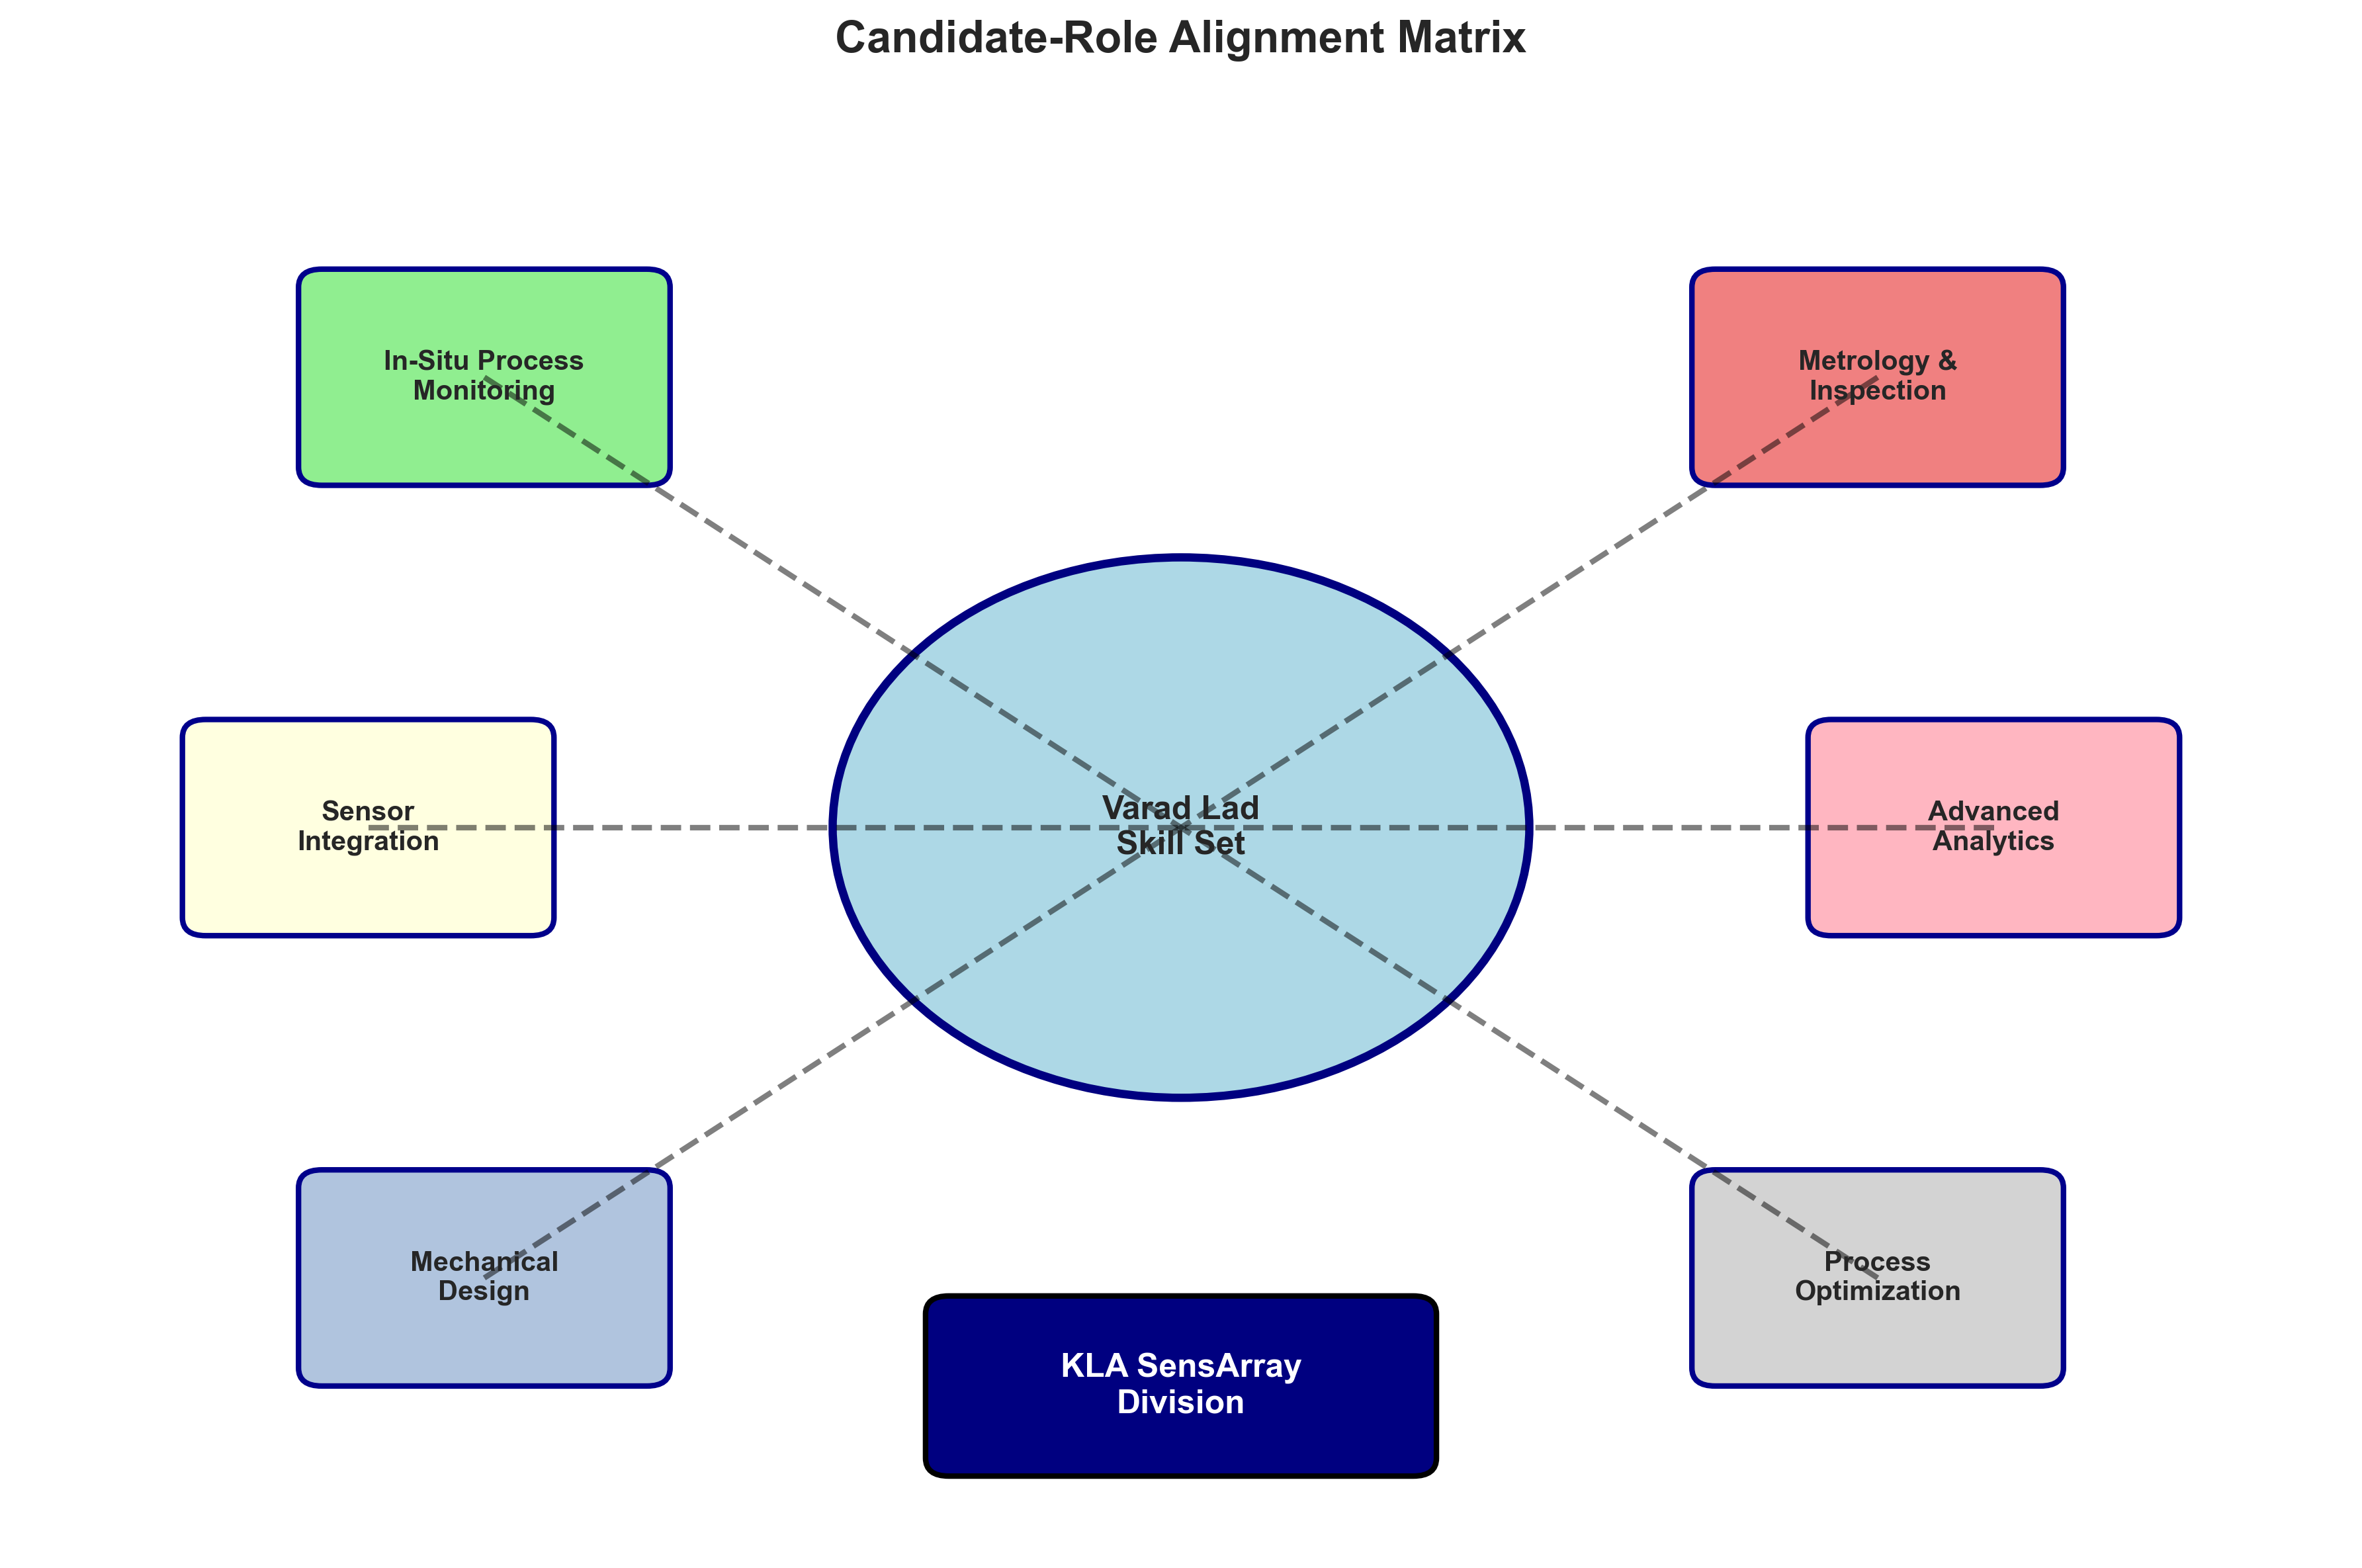 Candidate-Role Alignment Matrix
In-Situ Process
Monitoring
Metrology &
Inspection
Sensor
Integration
Varad Lad
Skill Set
Advanced
Analytics
Mechanical
Design
Process
Optimization
KLA SensArray
Division